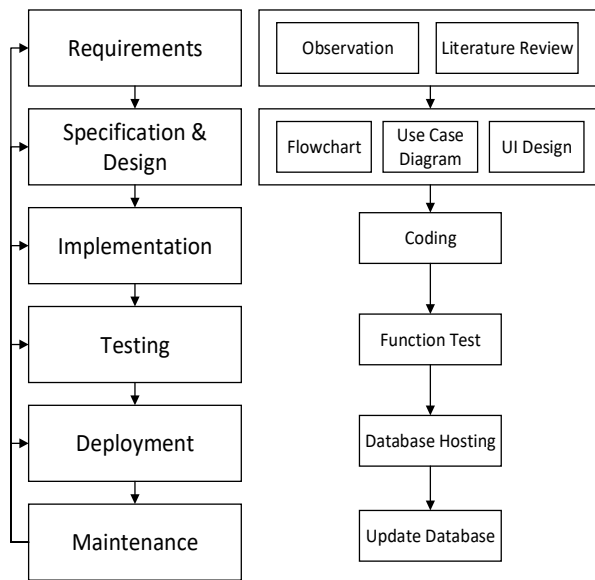 Requirements
Observation
Literature Review
Specification &
Design
Flowchart
Use Case
Diagram
UI Design
Implementation
Coding
Testing
Function Test
Deployment
Database Hosting
Maintenance
Update Database